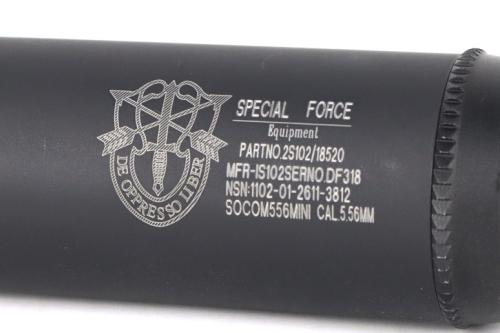 SPECIAL FORCE
Equipment
PARTNO.2S102/18520
MFR-IS102SERNO.DF318
NSN:1102-01-2611-3812
SOCOM556MINI CAL.5.56MM
DE OPPRESSO LIBER